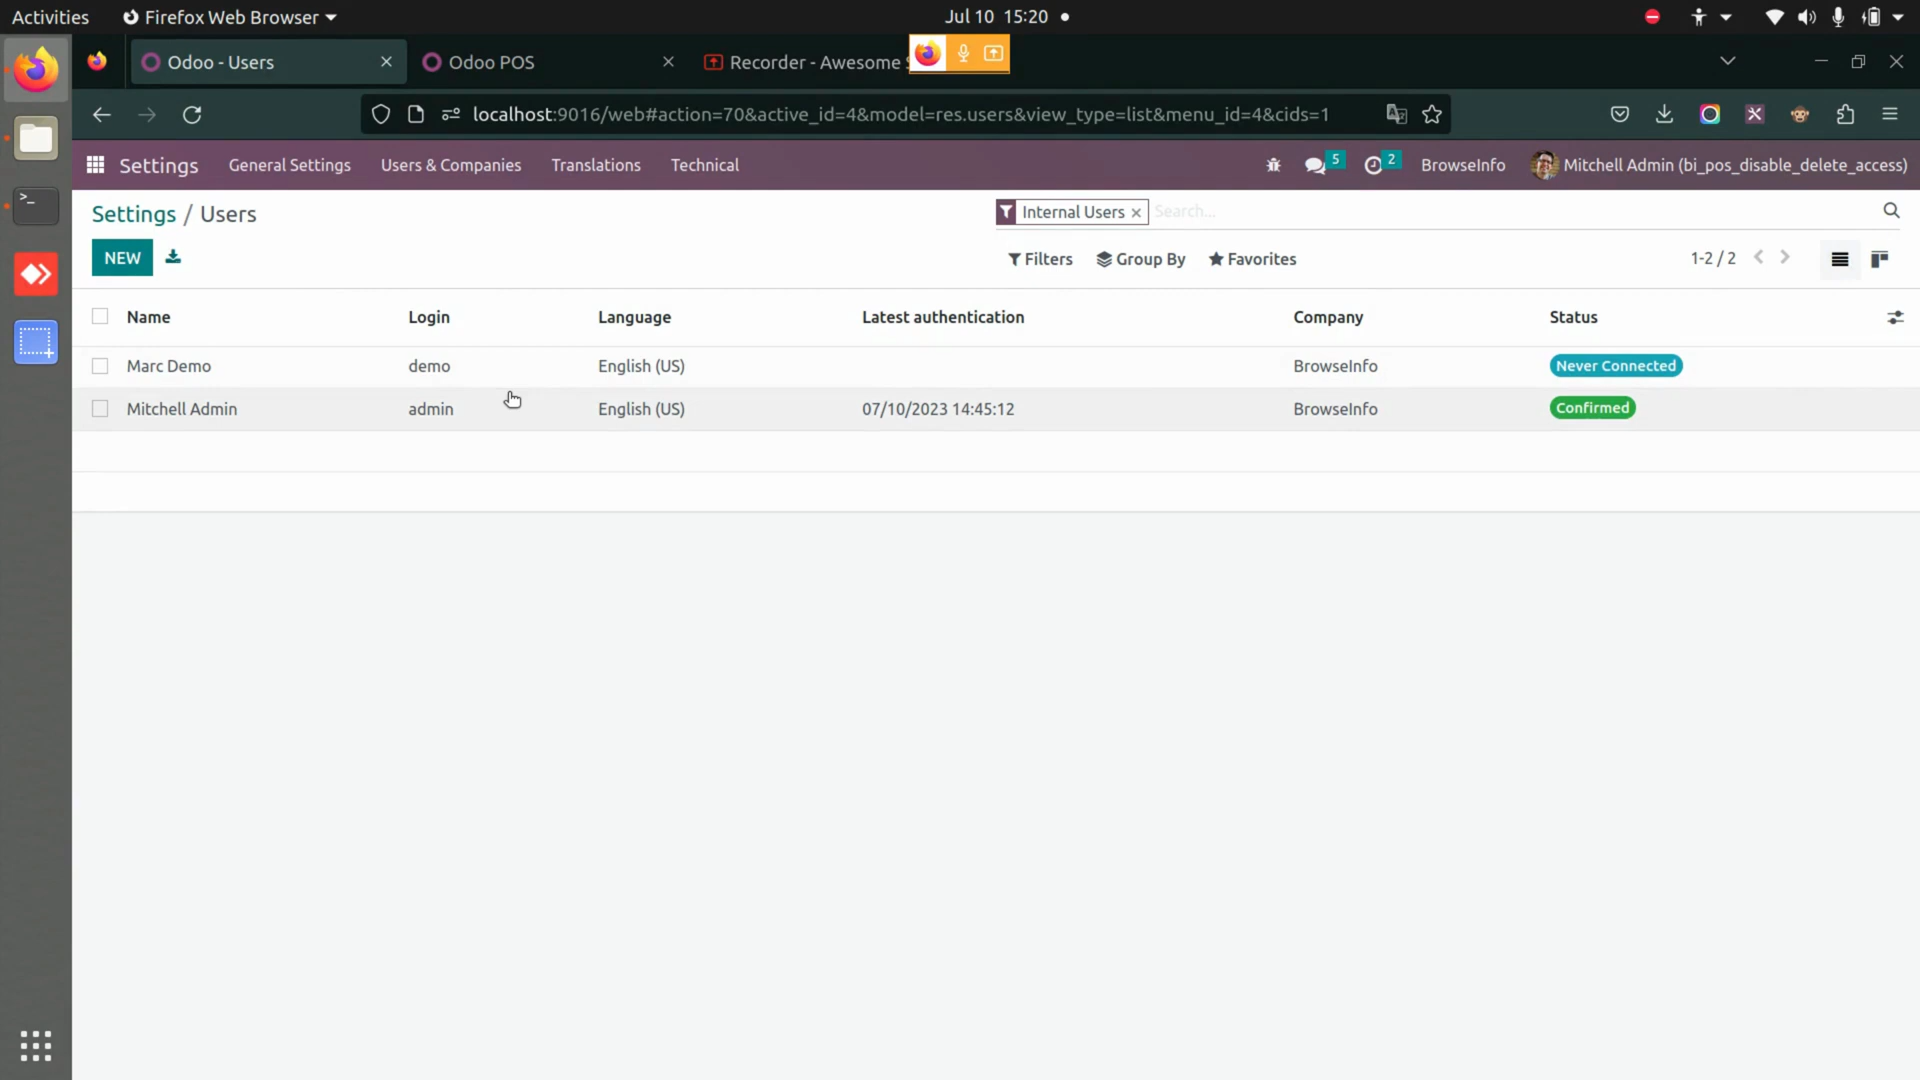 Activities Firefox Web Browser Jul 10 15:20
Odoo - Users Odoo POS Recorder - Awesome
localhost:9016/web#action=70&active_id=4&model=res.users&view_type=list&menu_id=4&cids=1
Settings General Settings Users & Companies Translations Technical 5 2 BrowseInfo Mitchell Admin (bi_pos_disable_delete_access)
Settings / Users Internal Users × Search...
NEW Filters Group By Favorites 1-2 / 2
Name Login Language Latest authentication Company Status
Marc Demo demo English (US) BrowseInfo Never Connected
Mitchell Admin admin English (US) 07/10/2023 14:45:12 BrowseInfo Confirmed